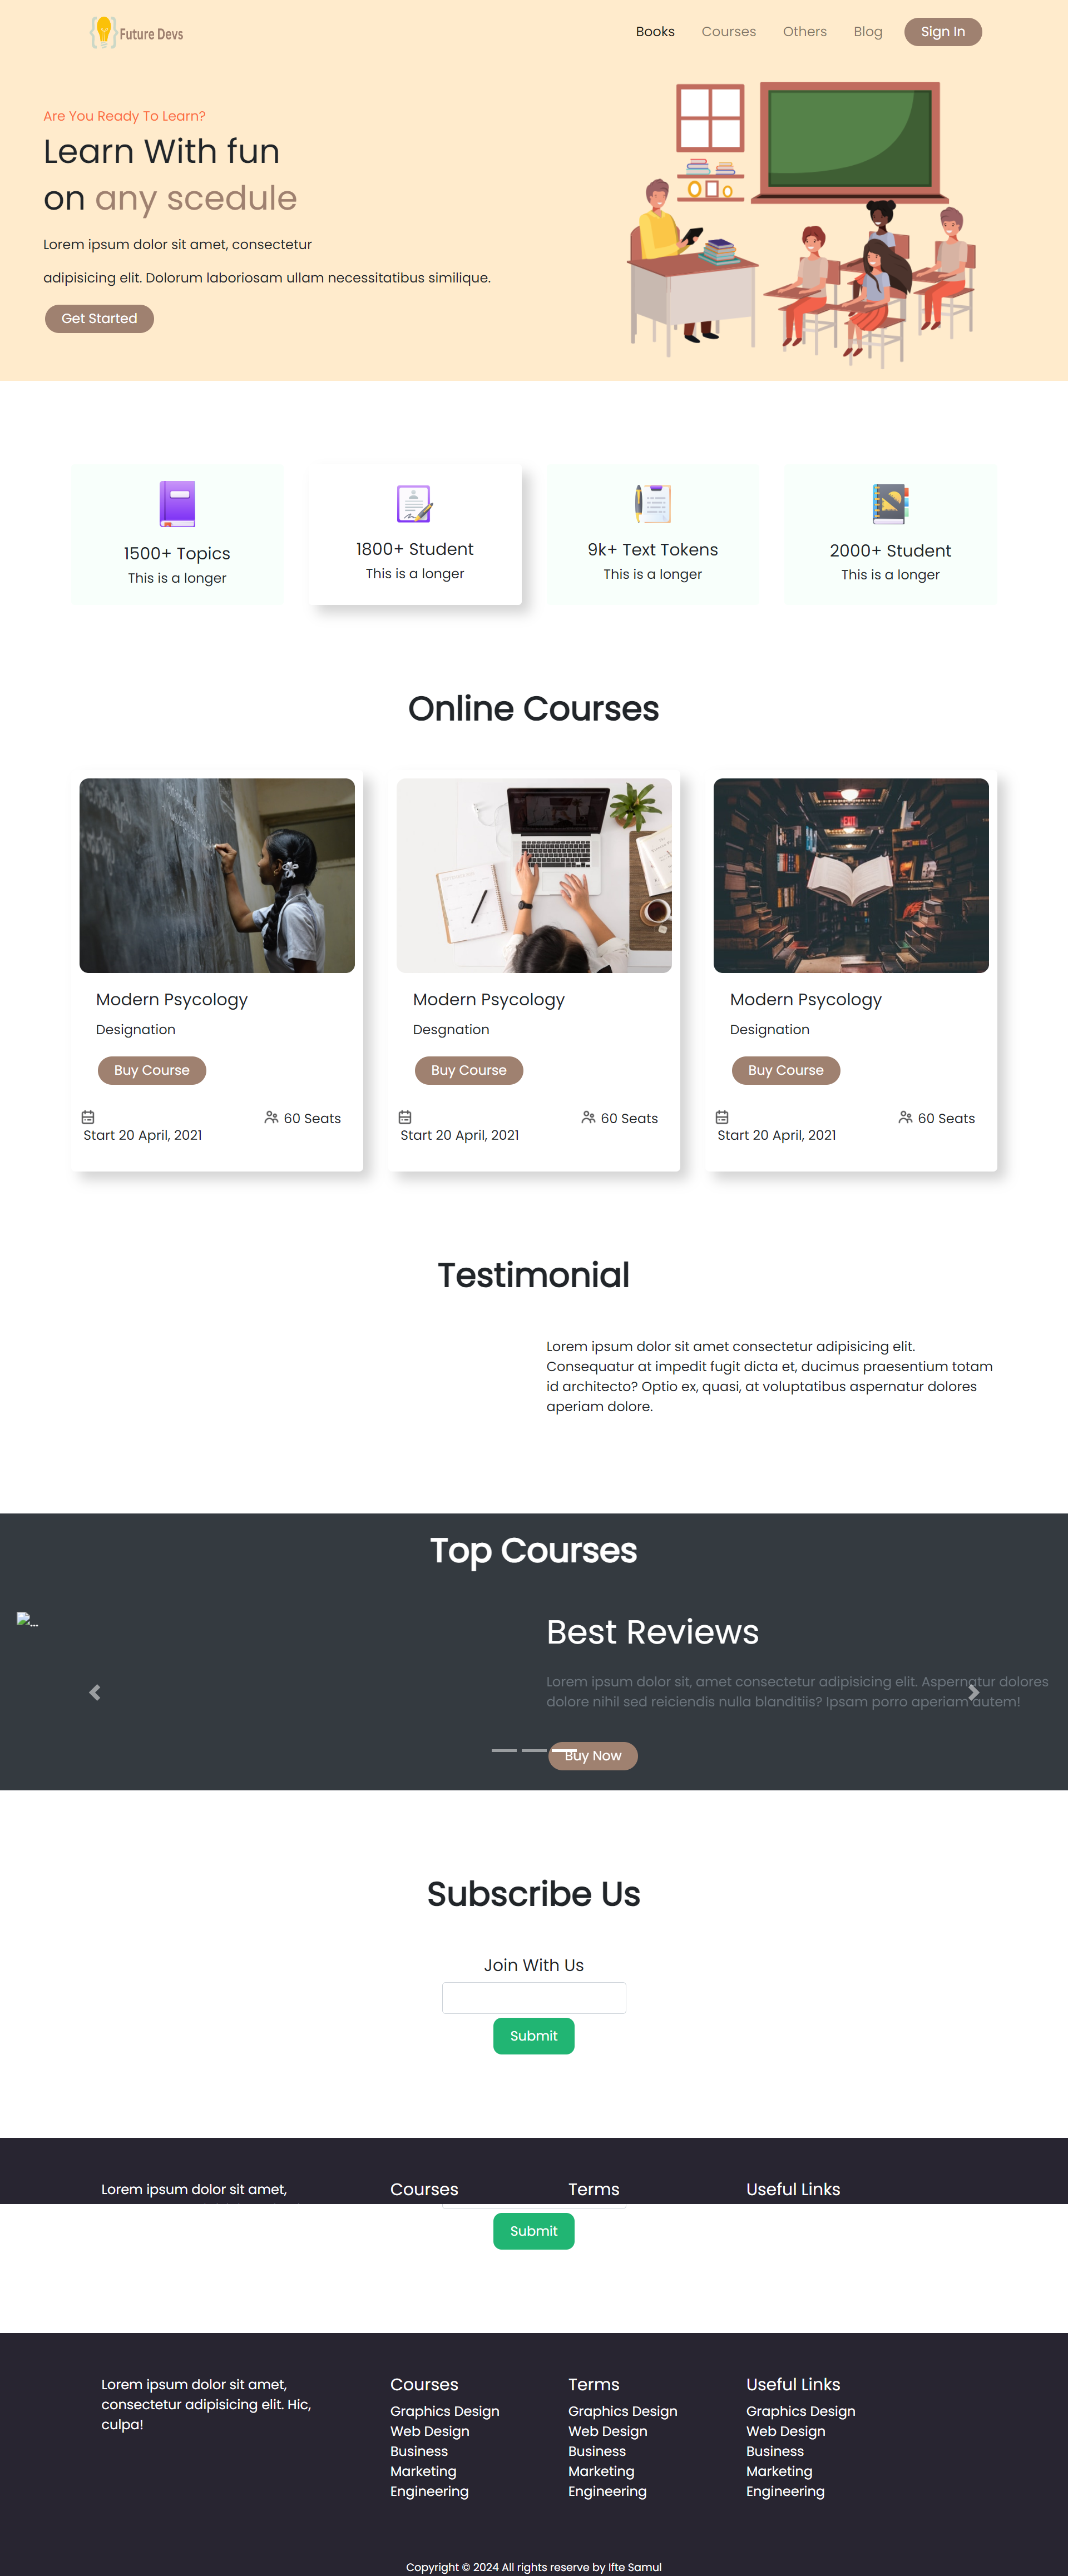 Future Devs
Books
Courses
Others
Blog
Sign In
Are You Ready To Learn?
Learn With fun
on any scedule
Lorem ipsum dolor sit amet, consectetur
adipisicing elit. Dolorum laboriosam ullam necessitatibus similique.
Get Started
1500+ Topics
This is a longer
1800+ Student
This is a longer
9k+ Text Tokens
This is a longer
2000+ Student
This is a longer
Online Courses
Modern Psycology
Designation
Buy Course
Start 20 April, 2021
60 Seats
Modern Psycology
Desgnation
Buy Course
Start 20 April, 2021
60 Seats
EXIT
Modern Psycology
Designation
Buy Course
Start 20 April, 2021
60 Seats
Testimonial
Lorem ipsum dolor sit amet consectetur adipisicing elit.
Consequatur at impedit fugit dicta et, ducimus praesentium totam
id architecto? Optio ex, quasi, at voluptatibus aspernatur dolores
aperiam dolore.
Top Courses
...
Best Reviews
Lorem ipsum dolor sit, amet consectetur adipisicing elit. Aspernatur dolores
dolore nihil sed reiciendis nulla blanditiis? Ipsam porro aperiam autem!
Buy Now
Subscribe Us
Join With Us
Submit
Lorem ipsum dolor sit amet,
Courses
Terms
Useful Links
Submit
Lorem ipsum dolor sit amet,
consectetur adipisicing elit. Hic,
culpa!
Courses
Graphics Design
Web Design
Business
Marketing
Engineering
Terms
Graphics Design
Web Design
Business
Marketing
Engineering
Useful Links
Graphics Design
Web Design
Business
Marketing
Engineering
Copyright © 2024 All rights reserve by Ifte Samul